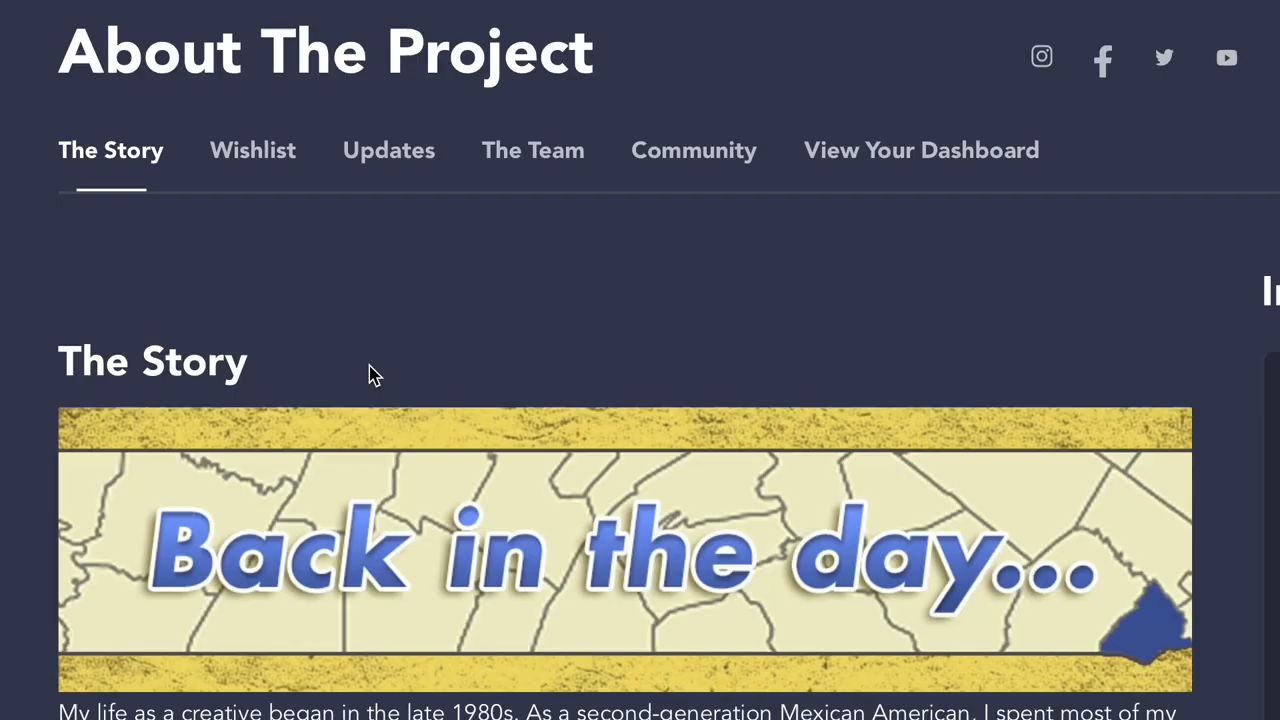 About The Project
The Story Wishlist Updates The Team Community View Your Dashboard
The Story
Back in the day...
My life as a creative began in the late 1980s. As a second-generation Mexican American, I spent most of my